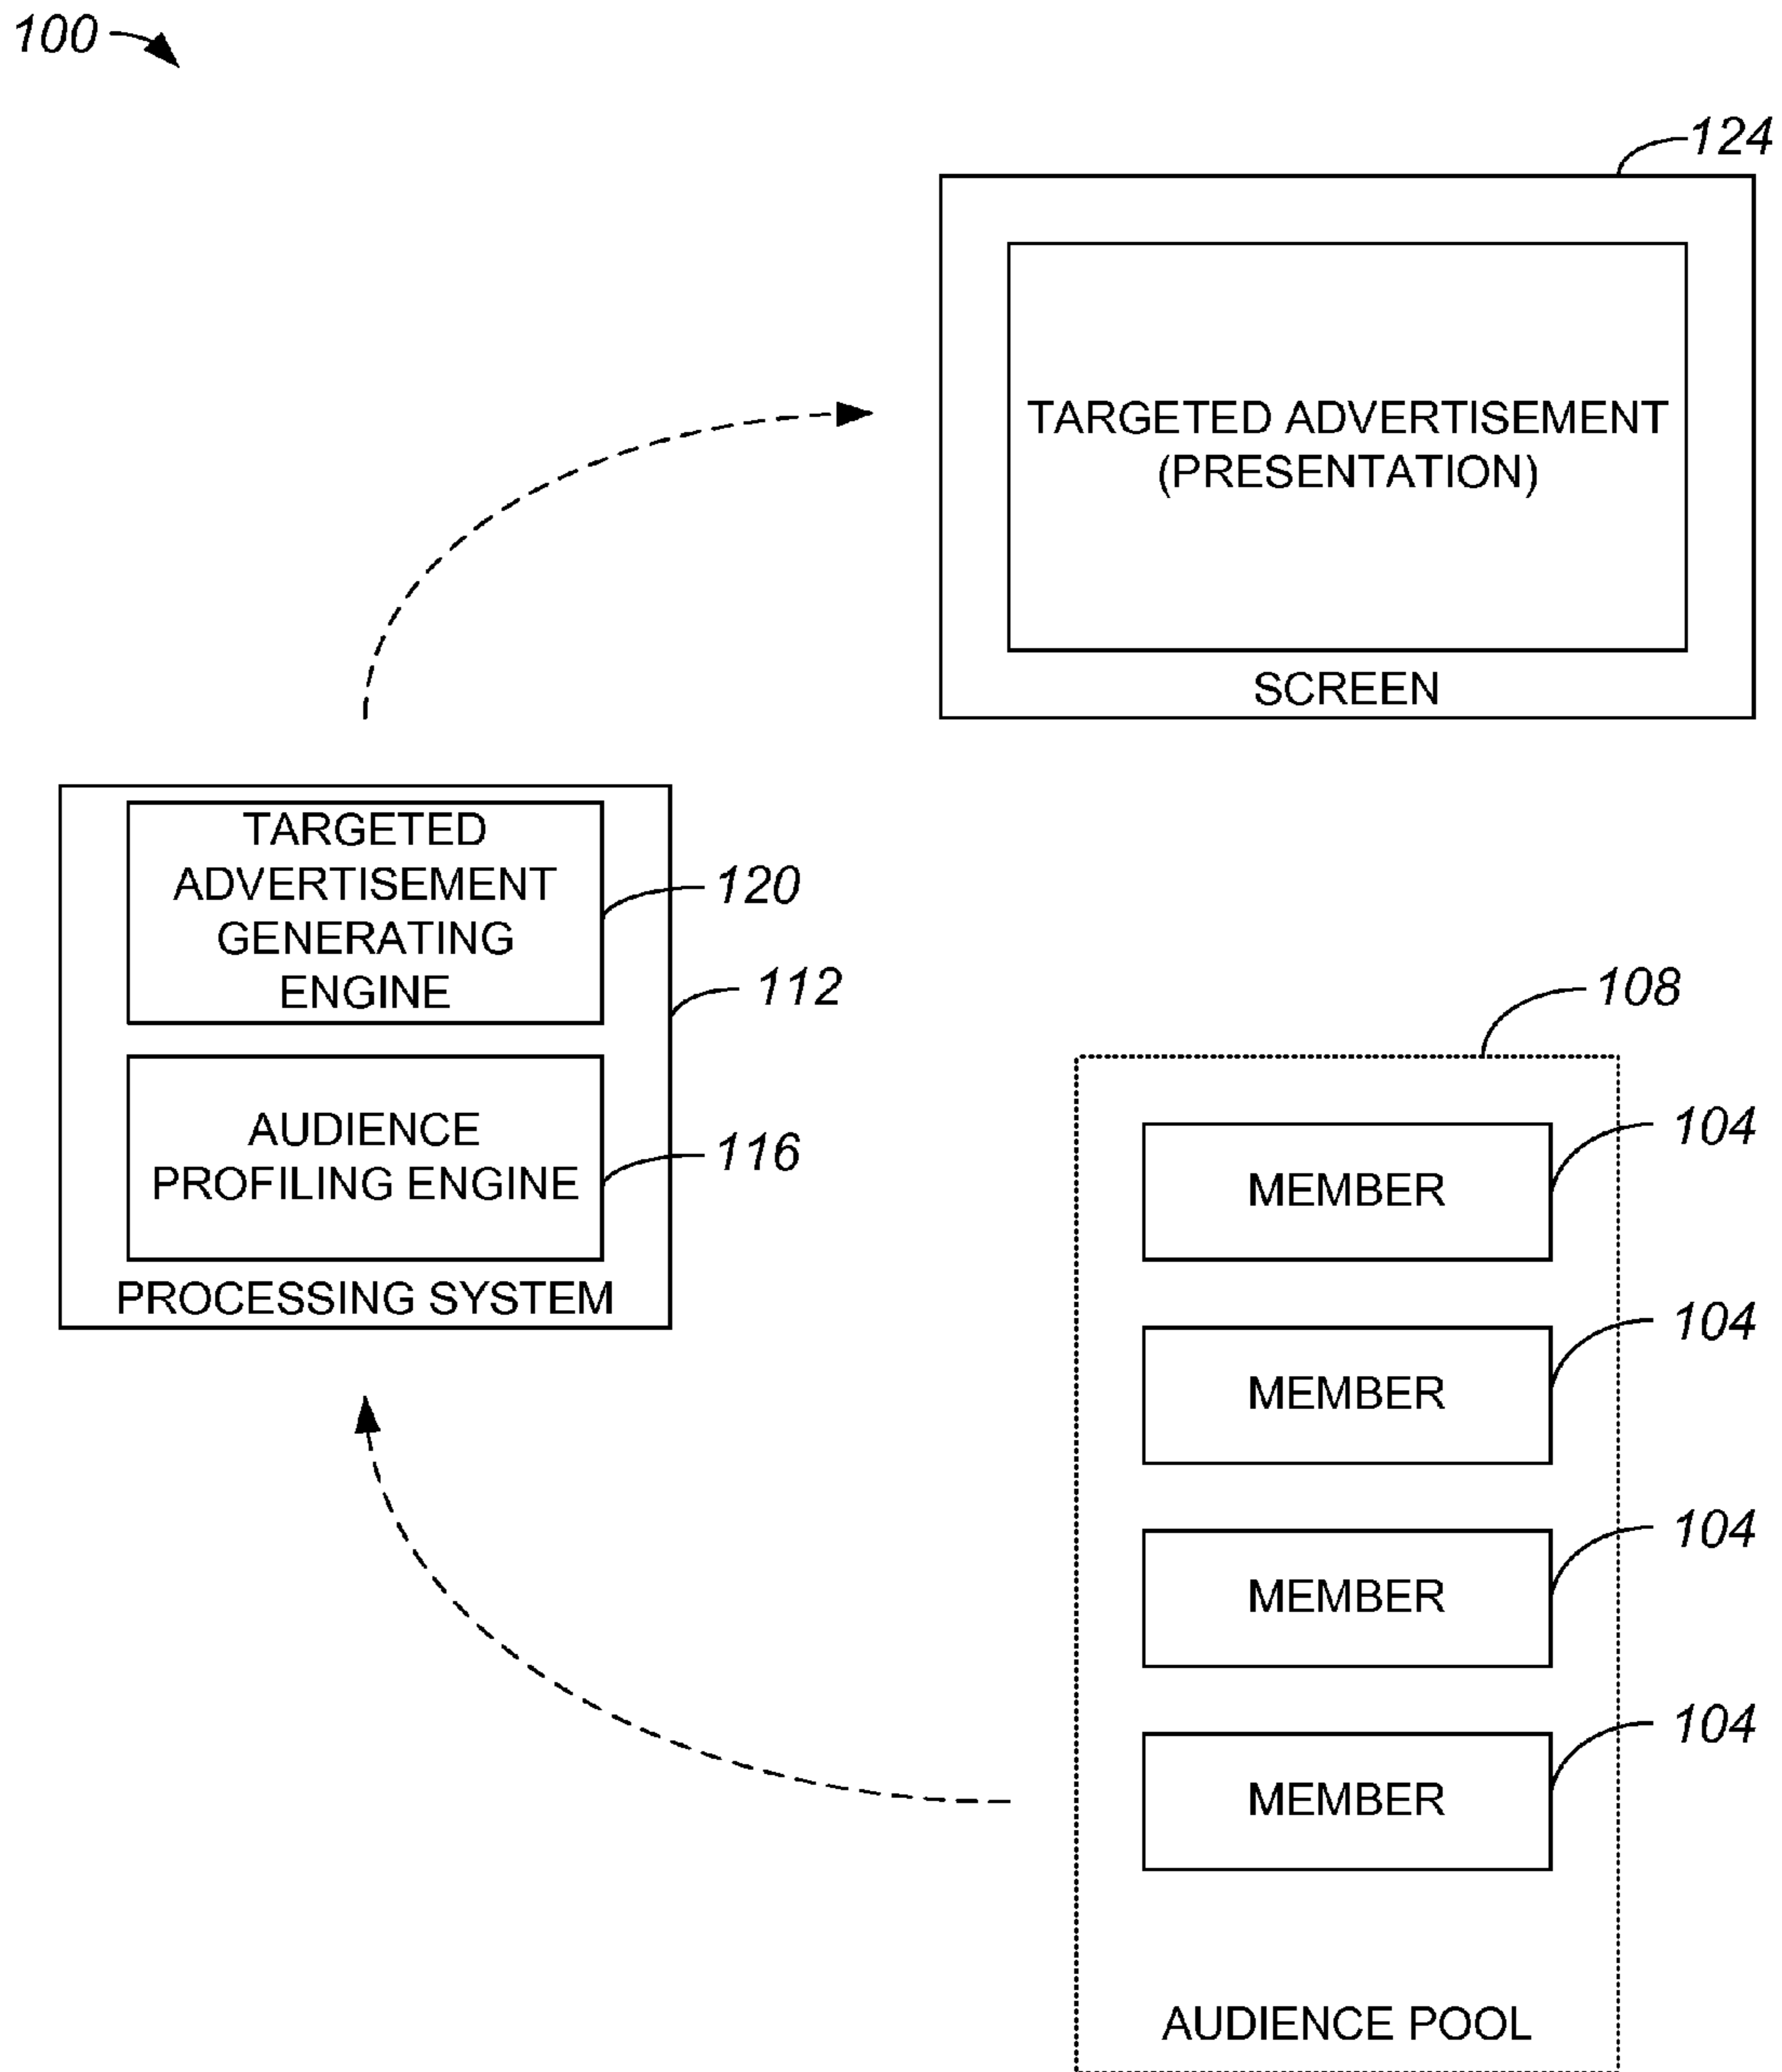 100
124
TARGETED ADVERTISEMENT
(PRESENTATION)
SCREEN
TARGETED
ADVERTISEMENT
GENERATING
ENGINE
120
112
AUDIENCE
PROFILING ENGINE
116
PROCESSING SYSTEM
108
MEMBER
104
MEMBER
104
MEMBER
104
MEMBER
104
AUDIENCE POOL